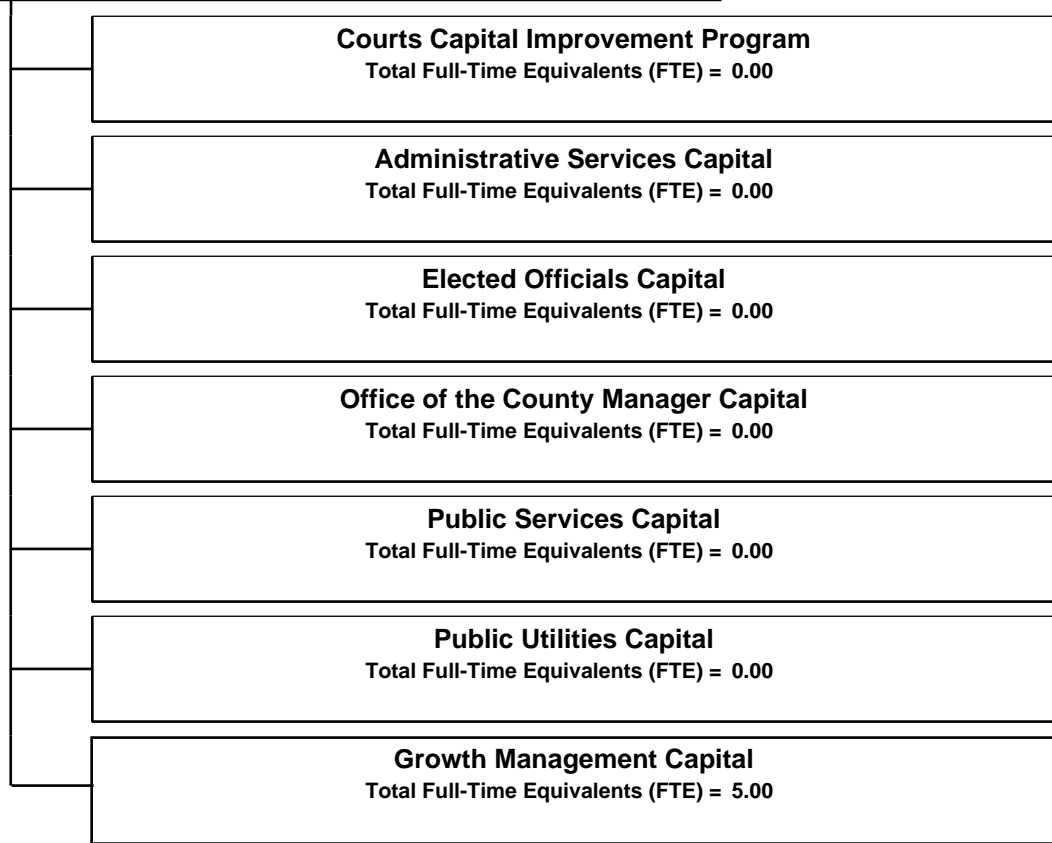 Courts Capital Improvement Program
Total Full-Time Equivalents (FTE) = 0.00
Administrative Services Capital
Total Full-Time Equivalents (FTE) = 0.00
Elected Officials Capital
Total Full-Time Equivalents (FTE) = 0.00
Office of the County Manager Capital
Total Full-Time Equivalents (FTE) = 0.00
Public Services Capital
Total Full-Time Equivalents (FTE) = 0.00
Public Utilities Capital
Total Full-Time Equivalents (FTE) = 0.00
Growth Management Capital
Total Full-Time Equivalents (FTE) = 5.00